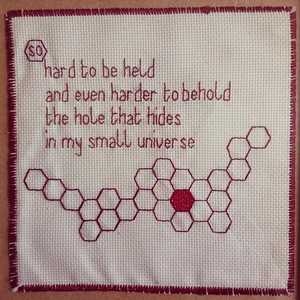 SO
hard to be held
and even harder to behold
the hole that hides
in my small universe